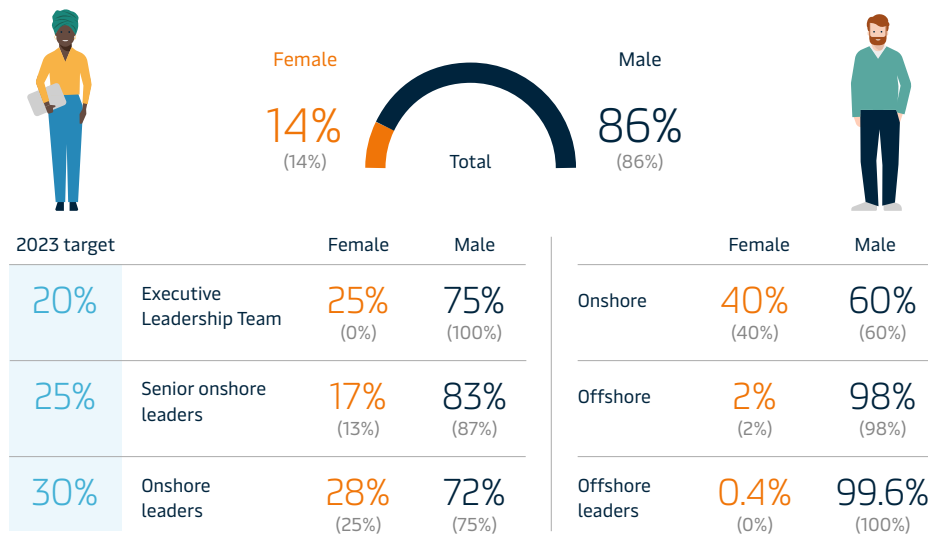 Female
Male
14%
86%
(14%)
Total
(86%)
2023 target
Female
Male
20%
Executive
Leadership Team
25%
75%
(0%)
(100%)
25%
Senior onshore
leaders
17%
83%
(13%)
(87%)
30%
Onshore
leaders
28%
72%
(25%)
(75%)
Female
Male
Onshore
40%
60%
(40%)
(60%)
Offshore
2%
98%
(2%)
(98%)
Offshore
leaders
0.4%
99.6%
(0%)
(100%)